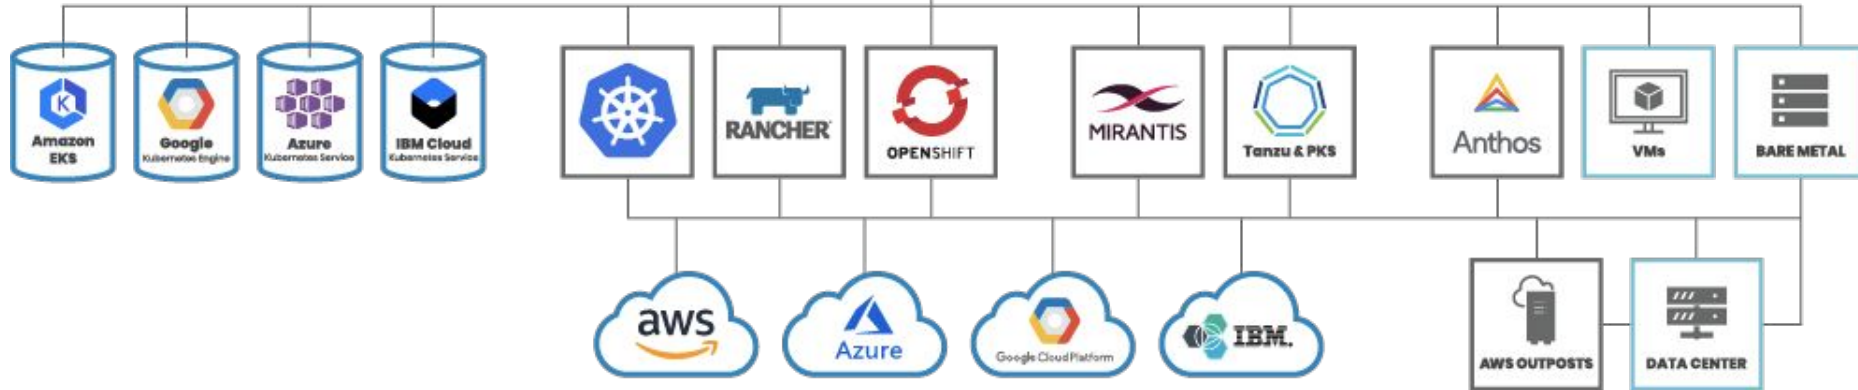 Amazon
EKS
Google
Kubernetes Engine
Azure
Kubernetes Service
IBM Cloud
Kubernetes Service
RANCHER
OPENSHIFT
MIRANTIS
Tanzu & PKS
Anthos
VMs
BARE METAL
aws
Azure
Google Cloud Platform
IBM.
AWS OUTPOSTS
DATA CENTER